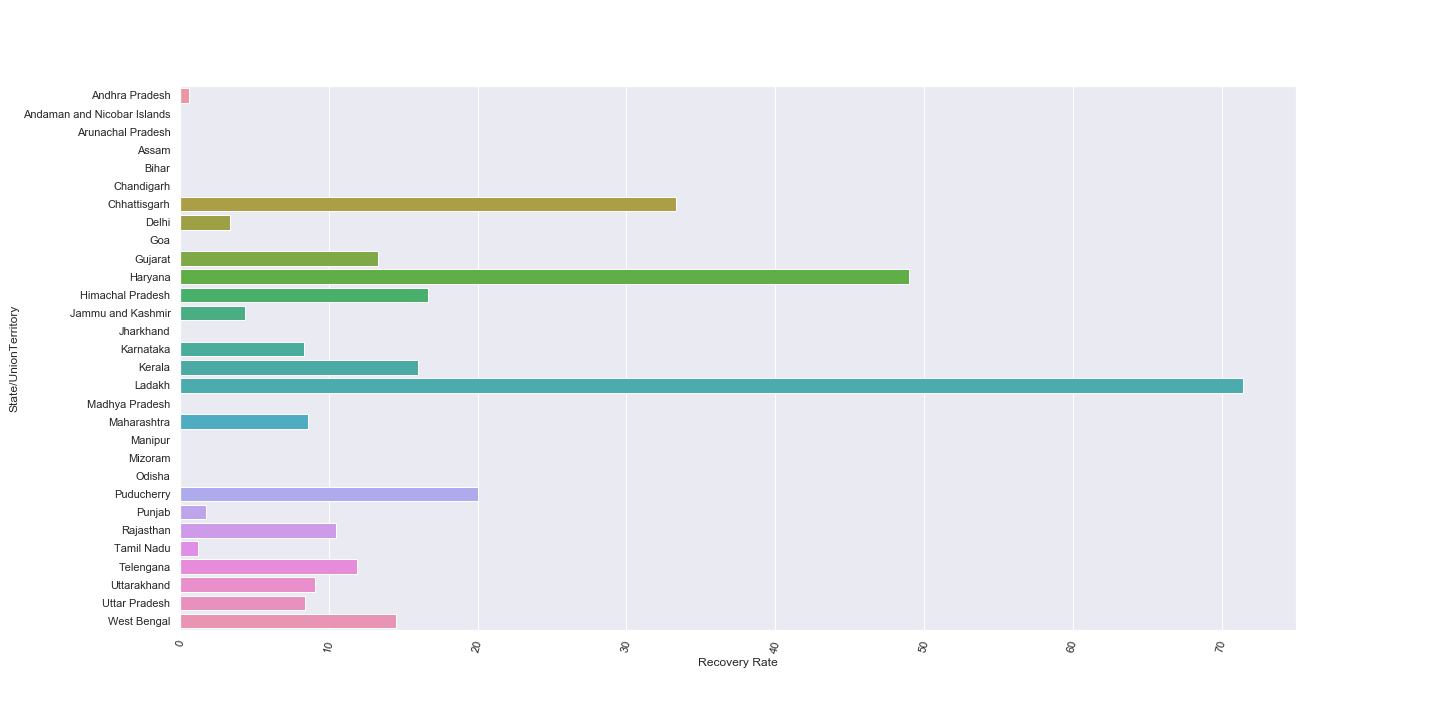 Andhra Pradesh
Andaman and Nicobar Islands
Arunachal Pradesh
Assam
Bihar
Chandigarh
Chhattisgarh
Delhi
Goa
Gujarat
Haryana
Himachal Pradesh
Jammu and Kashmir
Jharkhand
Karnataka
Kerala
Ladakh
Madhya Pradesh
Maharashtra
Manipur
Mizoram
Odisha
Puducherry
Punjab
Rajasthan
Tamil Nadu
Telengana
Uttarakhand
Uttar Pradesh
West Bengal
State/UnionTerritory
0 10 20 30 40 50 60 70
Recovery Rate